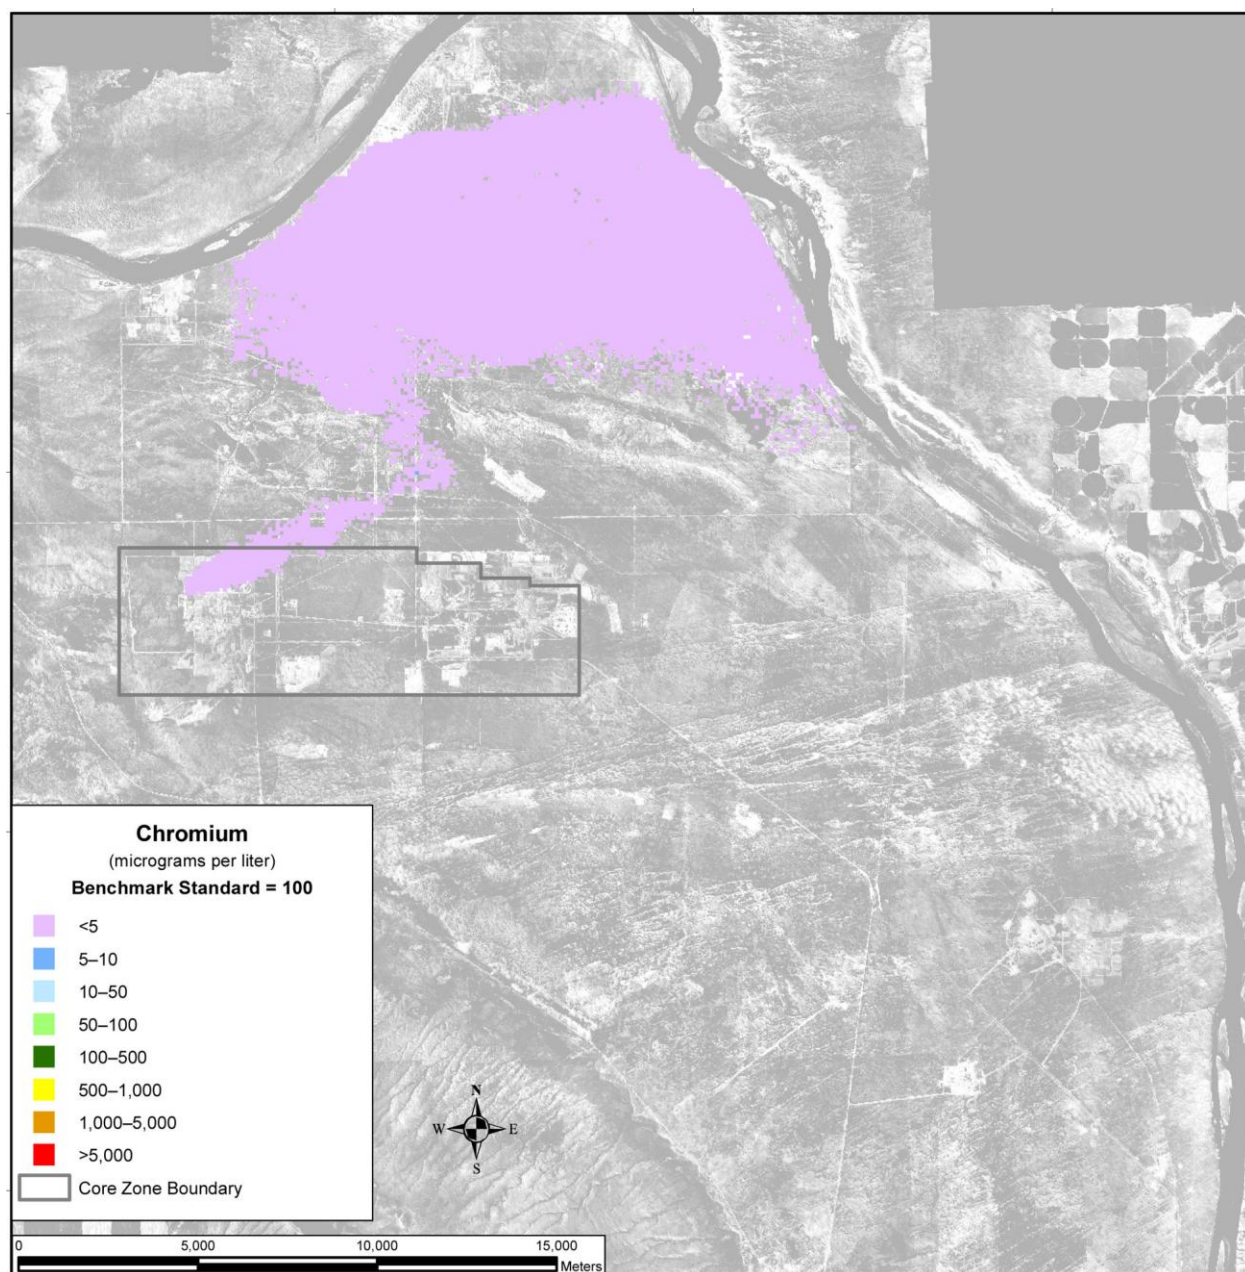 Chromium
(micrograms per liter)
Benchmark Standard = 100
<5
5–10
10–50
50–100
100–500
500–1,000
1,000–5,000
>5,000
Core Zone Boundary
N
W E
S
0 5,000 10,000 15,000
Meters